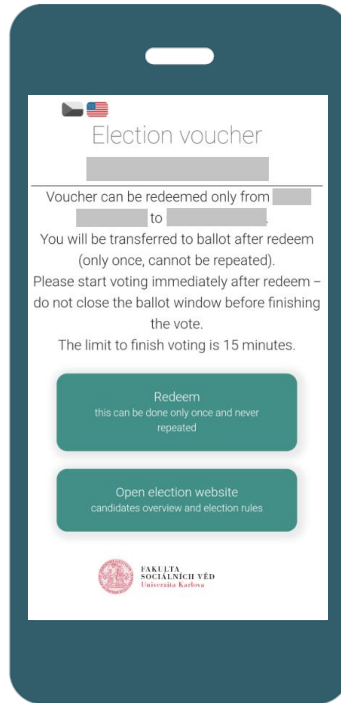 Election voucher
Voucher can be redeemed only from
to .
You will be transferred to ballot after redeem
(only once, cannot be repeated).
Please start voting immediately after redeem –
do not close the ballot window before finishing
the vote.
The limit to finish voting is 15 minutes.
Redeem
this can be done only once and never
repeated
Open election website
candidates overview and election rules
FAKULTA
SOCIÁLNÍCH VĚD
Univerzita Karlova